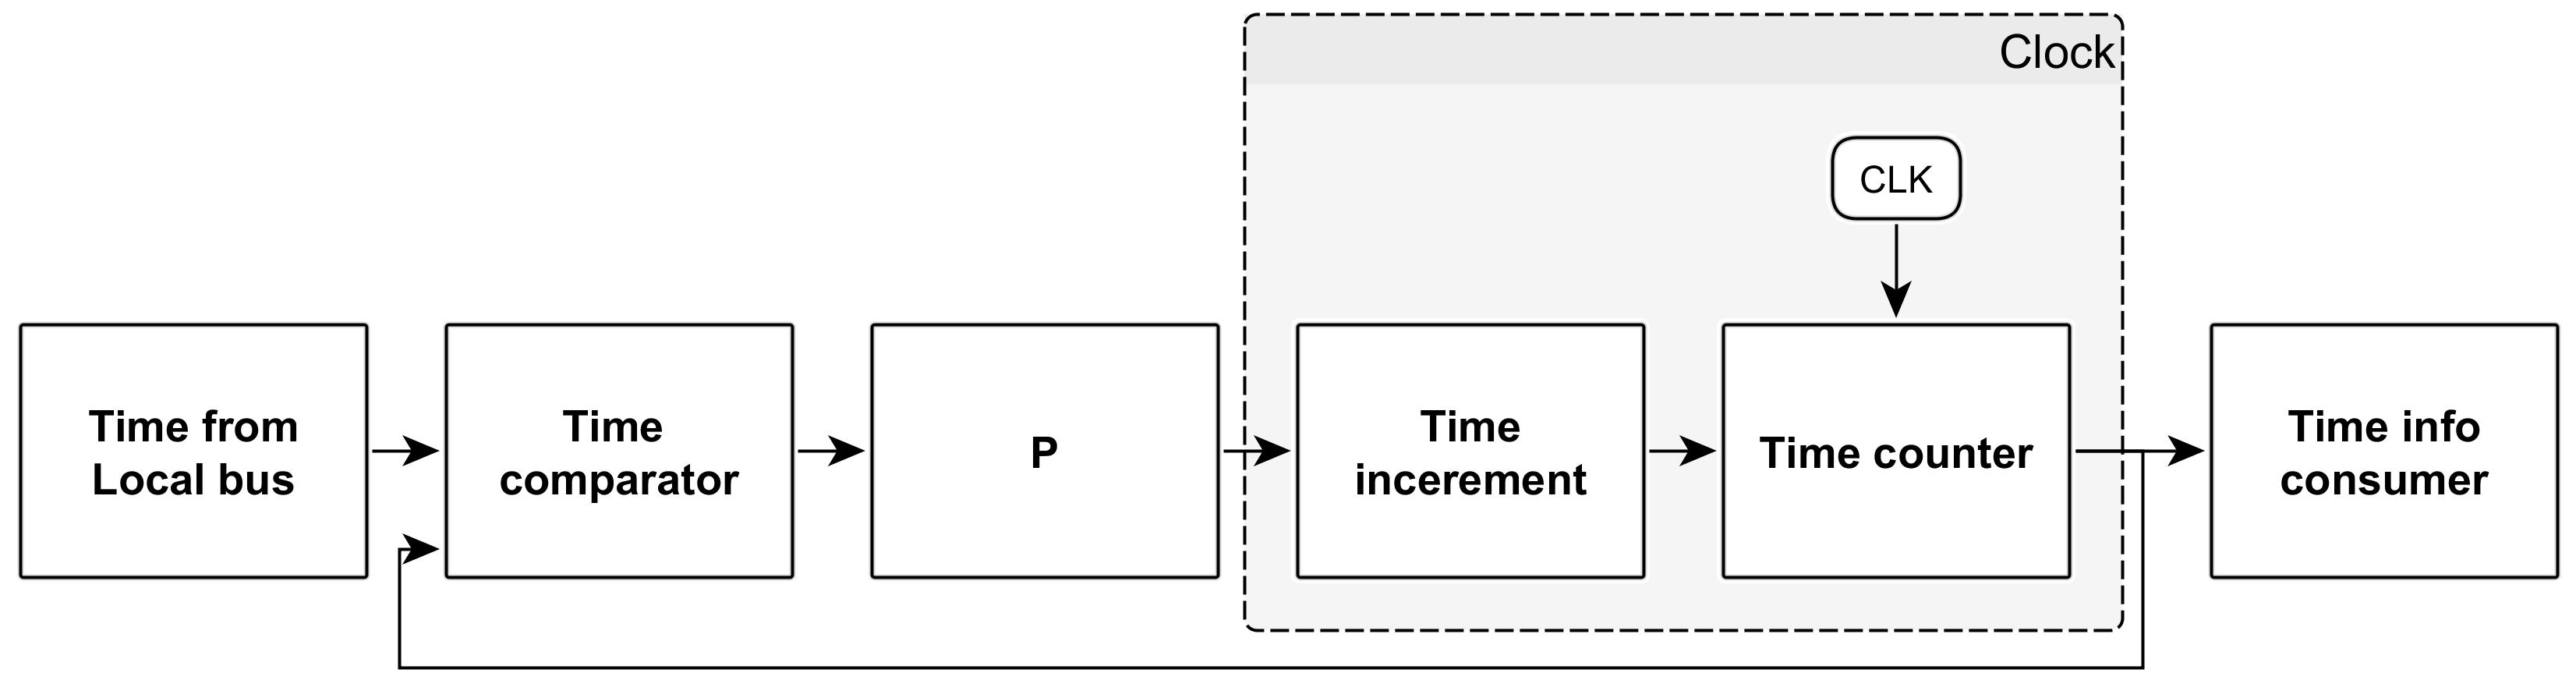 Clock
CLK
Time from
Local bus
Time
comparator
P
Time
incerement
Time counter
Time info
consumer